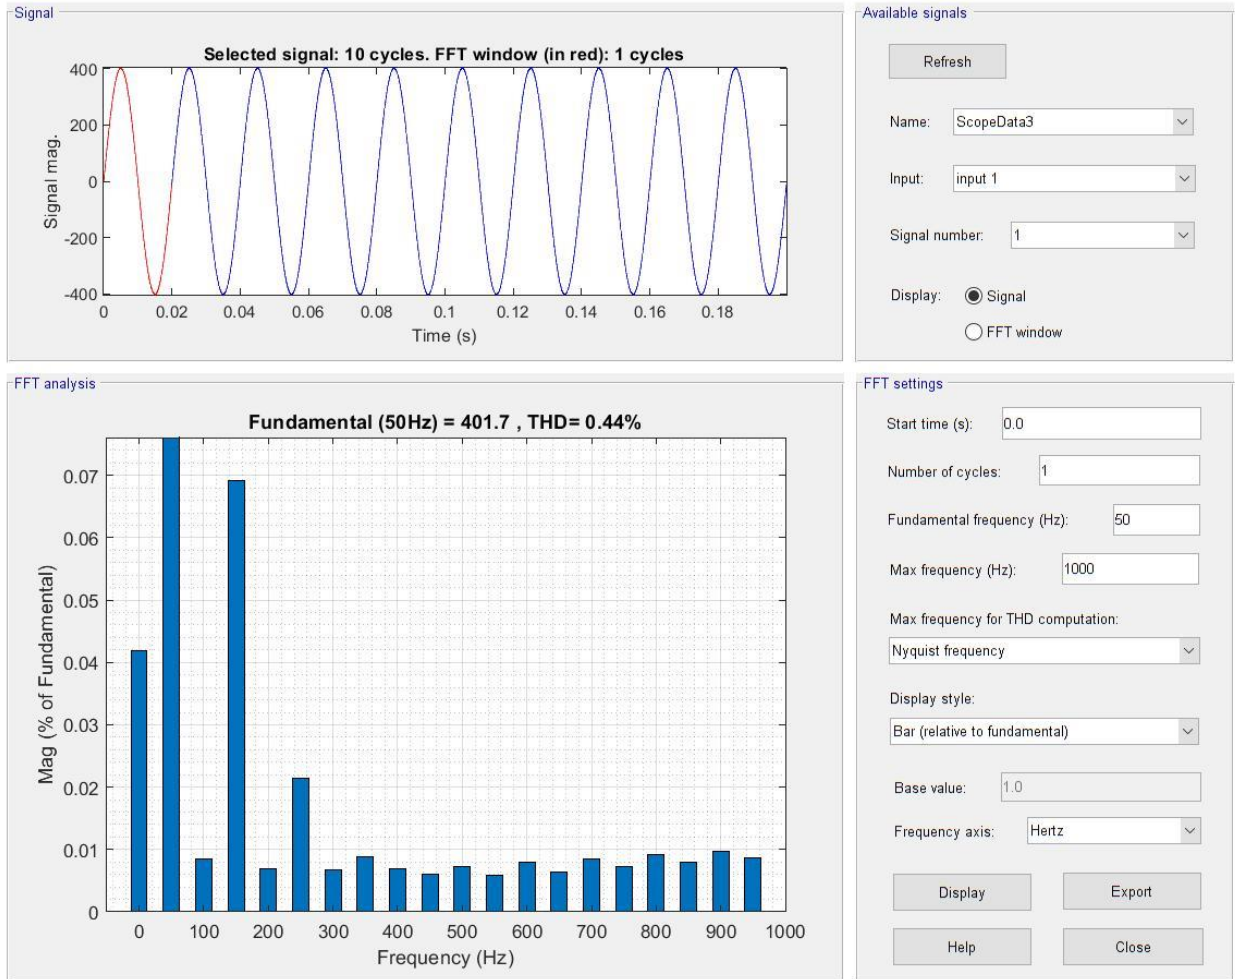 Signal
Selected signal: 10 cycles. FFT window (in red): 1 cycles
400
200
0
-200
-400
Signal mag.
0 0.02 0.04 0.06 0.08 0.1 0.12 0.14 0.16 0.18
Time (s)
Available signals
Refresh
Name: ScopeData3
Input: input 1
Signal number: 1
Display: Signal
FFT window
FFT analysis
Fundamental (50Hz) = 401.7 , THD= 0.44%
0.07
0.06
0.05
0.04
0.03
0.02
0.01
0
Mag (% of Fundamental)
0 100 200 300 400 500 600 700 800 900 1000
Frequency (Hz)
FFT settings
Start time (s): 0.0
Number of cycles: 1
Fundamental frequency (Hz): 50
Max frequency (Hz): 1000
Max frequency for THD computation:
Nyquist frequency
Display style:
Bar (relative to fundamental)
Base value: 1.0
Frequency axis: Hertz
Display Export
Help Close